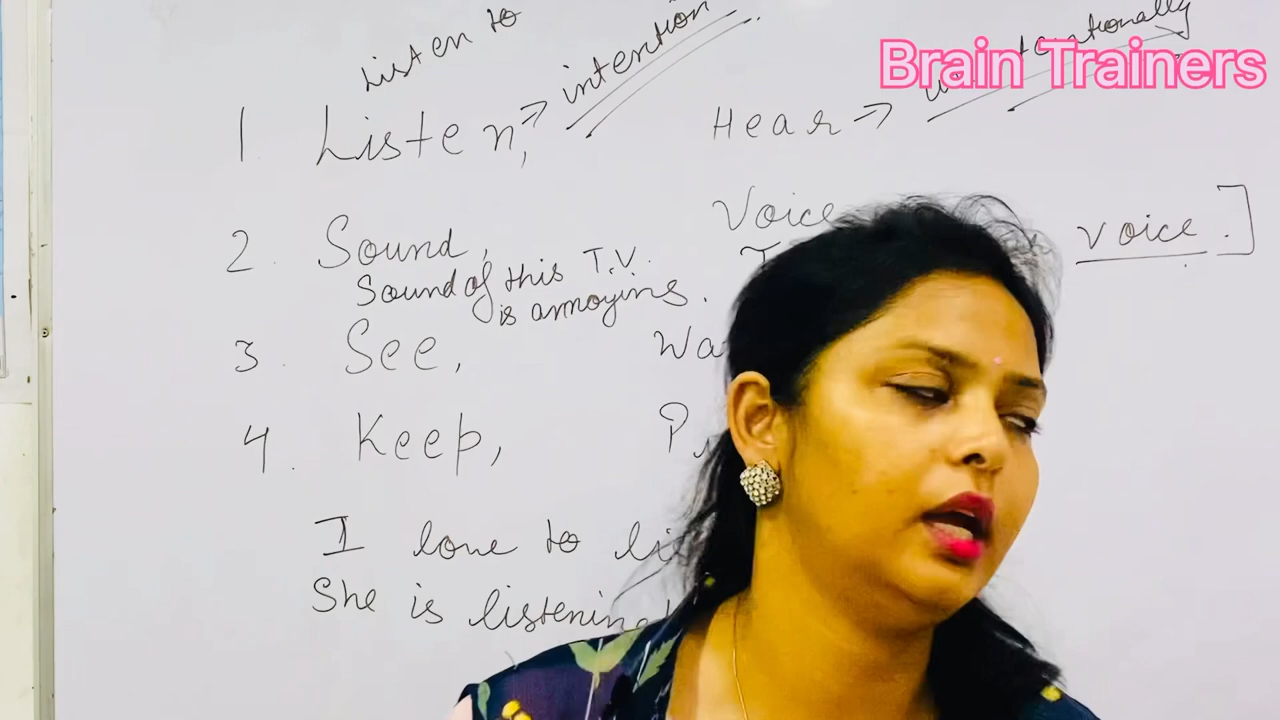 Listen to
intention
Brain Trainers
1 Listen, Hear
2. Sound, Voice
voice.]
Sound of this T.V.
is annoying.
3. See,
4. Keep,
I love to
She is listening